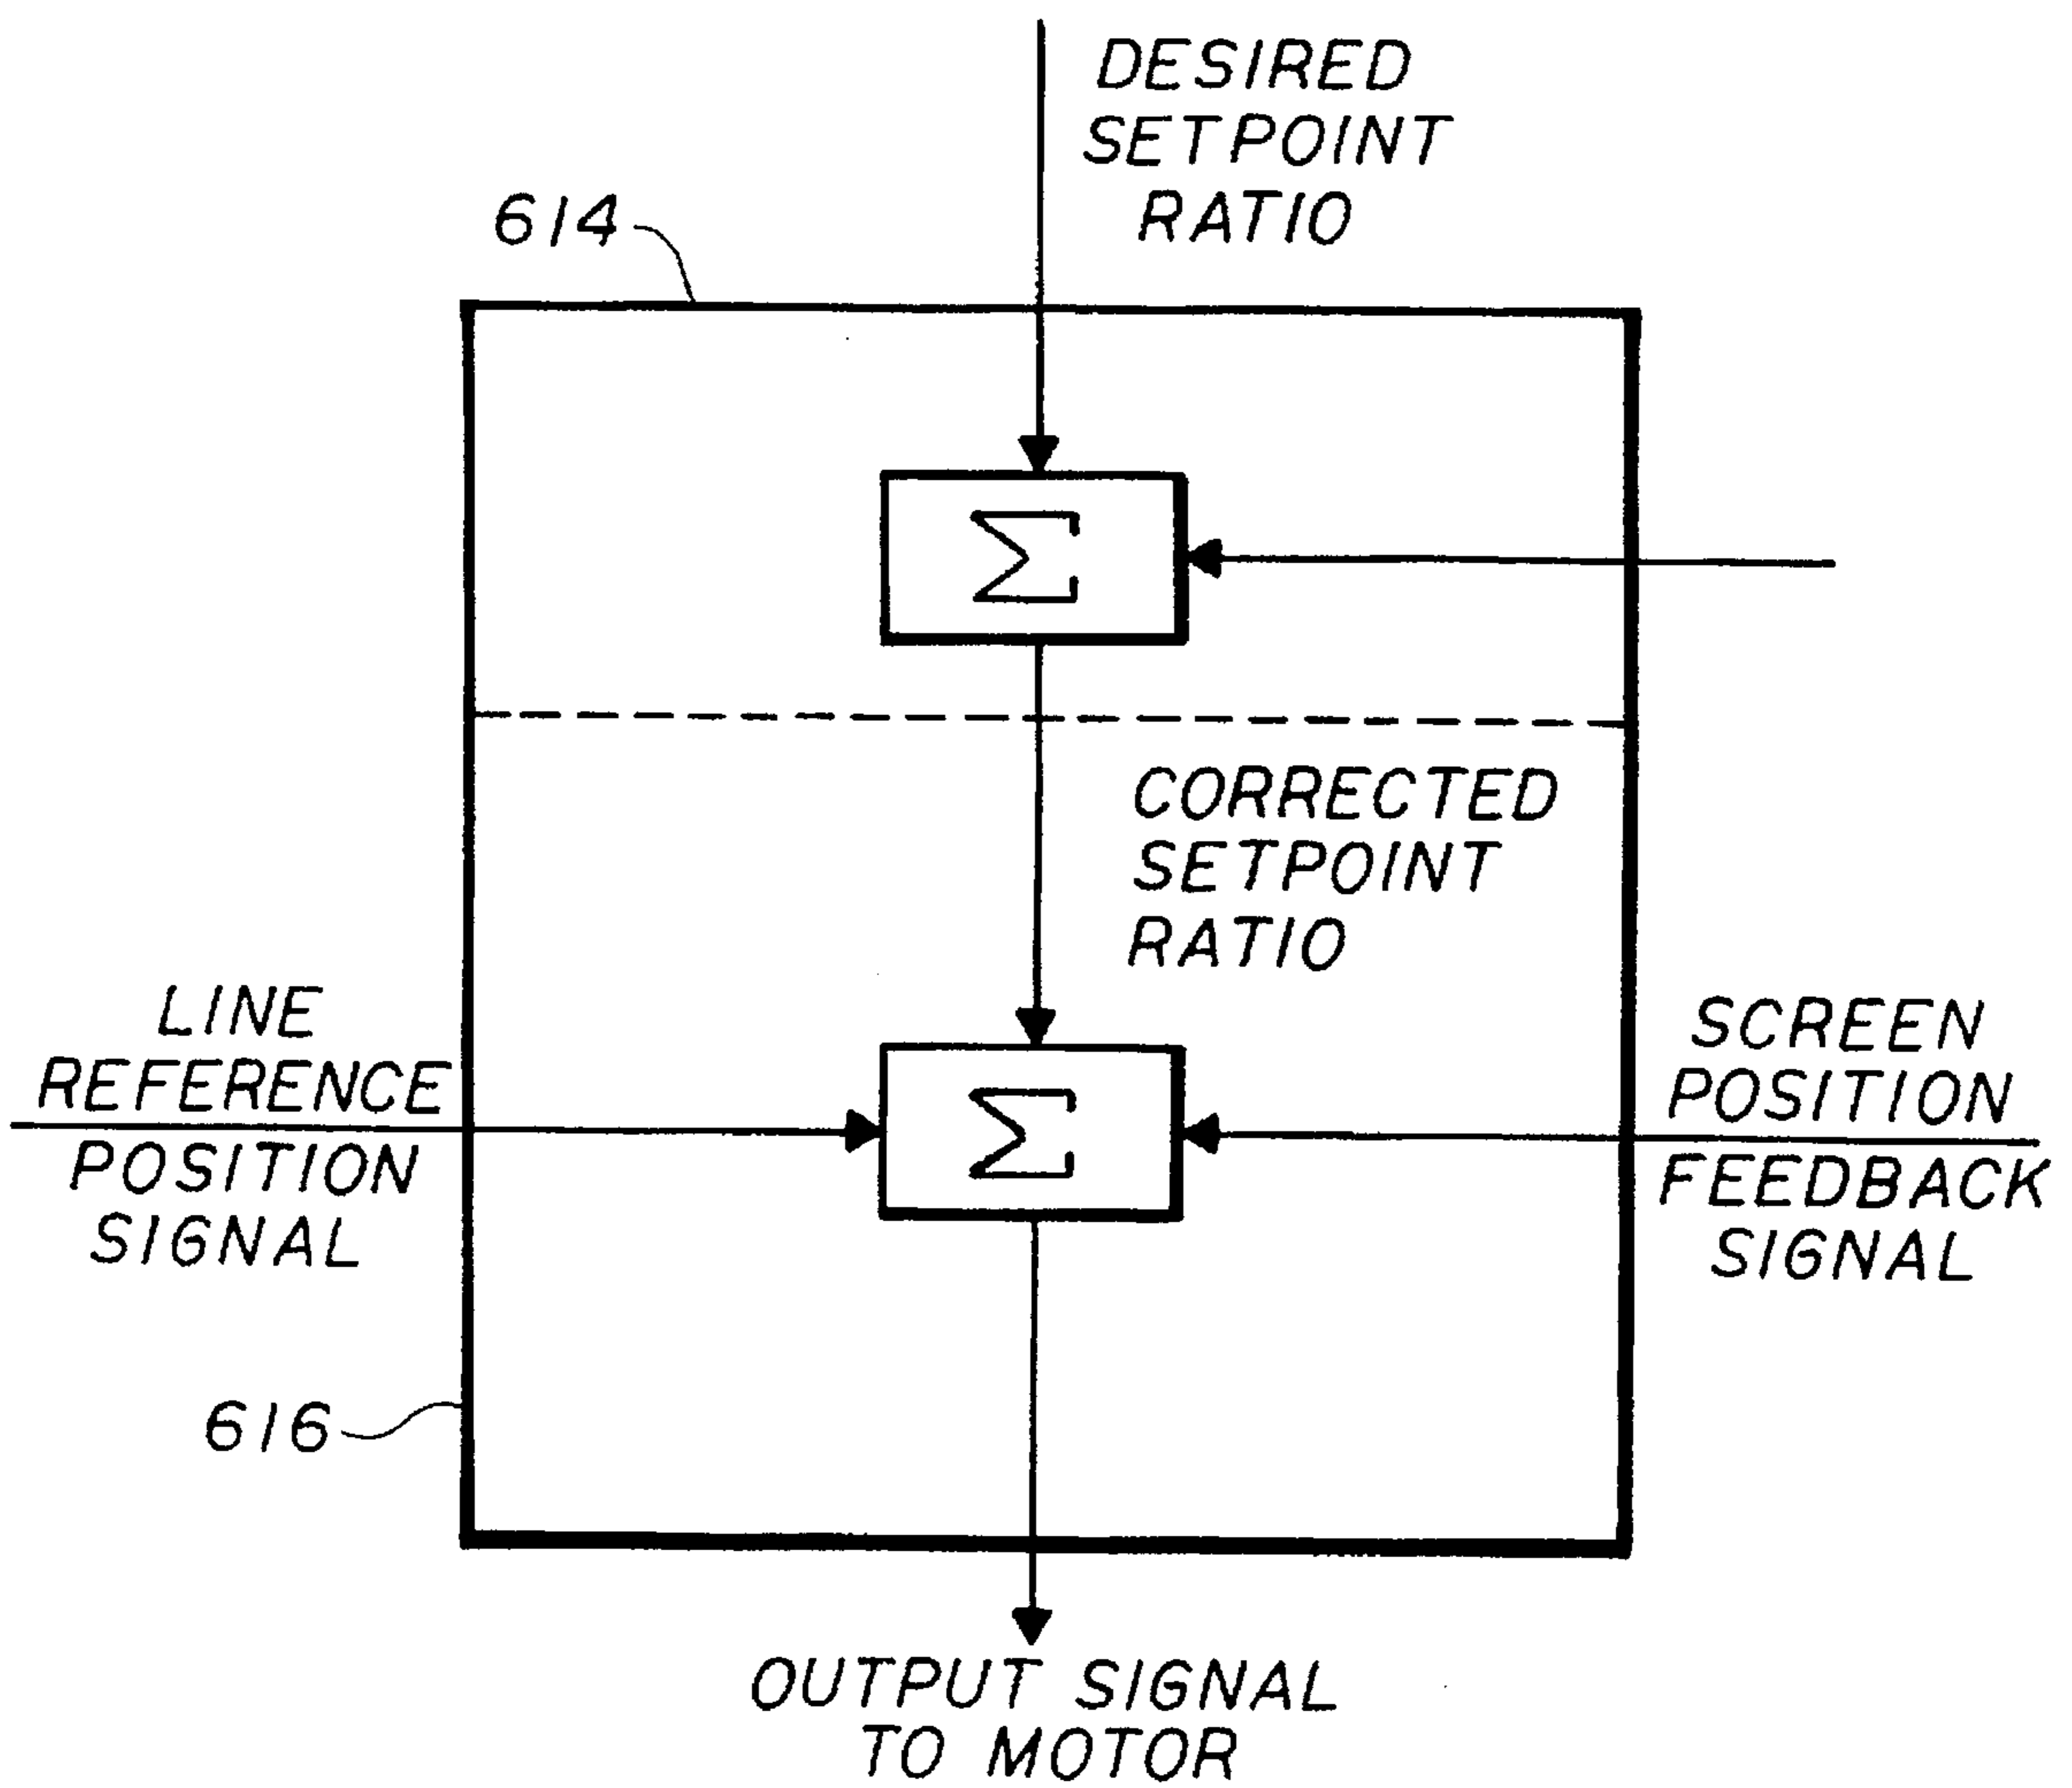 DESIRED
SETPOINT
RATIO
614
Σ
CORRECTED
SETPOINT
RATIO
LINE
REFERENCE
POSITION
SIGNAL
Σ
SCREEN
POSITION
FEEDBACK
SIGNAL
616
OUTPUT SIGNAL
TO MOTOR